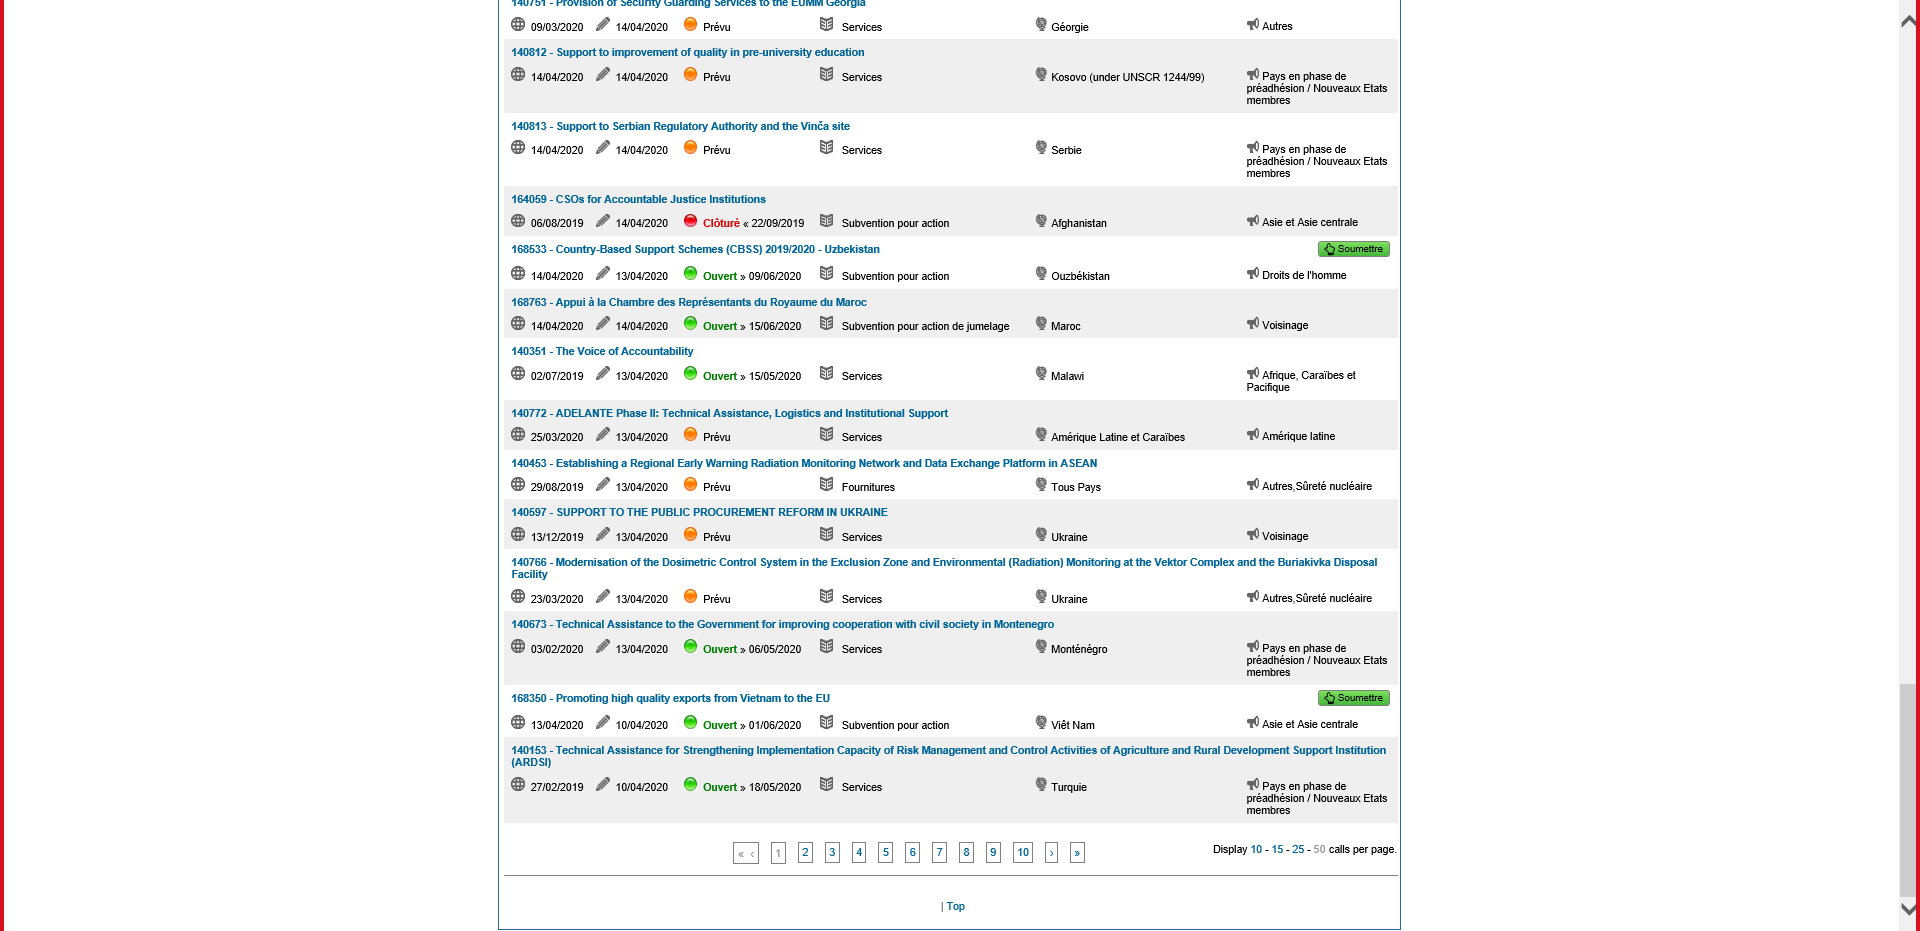 140751 - Provision of Security Guarding Services to the EUMM Georgia
09/03/2020 14/04/2020 Prévu Services Géorgie Autres
140812 - Support to improvement of quality in pre-university education
14/04/2020 14/04/2020 Prévu Services Kosovo (under UNSCR 1244/99) Pays en phase de
préadhésion / Nouveaux Etats
membres
140813 - Support to Serbian Regulatory Authority and the Vinča site
14/04/2020 14/04/2020 Prévu Services Serbie Pays en phase de
préadhésion / Nouveaux Etats
membres
164059 - CSOs for Accountable Justice Institutions
06/08/2019 14/04/2020 Clôturé « 22/09/2019 Subvention pour action Afghanistan Asie et Asie centrale
168533 - Country-Based Support Schemes (CBSS) 2019/2020 - Uzbekistan Soumettre
14/04/2020 13/04/2020 Ouvert » 09/06/2020 Subvention pour action Ouzbékistan Droits de l'homme
168763 - Appui à la Chambre des Représentants du Royaume du Maroc
14/04/2020 14/04/2020 Ouvert » 15/06/2020 Subvention pour action de jumelage Maroc Voisinage
140351 - The Voice of Accountability
02/07/2019 13/04/2020 Ouvert » 15/05/2020 Services Malawi Afrique, Caraïbes et
Pacifique
140772 - ADELANTE Phase II: Technical Assistance, Logistics and Institutional Support
25/03/2020 13/04/2020 Prévu Services Amérique Latine et Caraïbes Amérique latine
140453 - Establishing a Regional Early Warning Radiation Monitoring Network and Data Exchange Platform in ASEAN
29/08/2019 13/04/2020 Prévu Fournitures Tous Pays Autres,Sûreté nucléaire
140597 - SUPPORT TO THE PUBLIC PROCUREMENT REFORM IN UKRAINE
13/12/2019 13/04/2020 Prévu Services Ukraine Voisinage
140766 - Modernisation of the Dosimetric Control System in the Exclusion Zone and Environmental (Radiation) Monitoring at the Vektor Complex and the Buriakivka Disposal
Facility
23/03/2020 13/04/2020 Prévu Services Ukraine Autres,Sûreté nucléaire
140673 - Technical Assistance to the Government for improving cooperation with civil society in Montenegro
03/02/2020 13/04/2020 Ouvert » 06/05/2020 Services Monténégro Pays en phase de
préadhésion / Nouveaux Etats
membres
168350 - Promoting high quality exports from Vietnam to the EU Soumettre
13/04/2020 10/04/2020 Ouvert » 01/06/2020 Subvention pour action Viêt Nam Asie et Asie centrale
140153 - Technical Assistance for Strengthening Implementation Capacity of Risk Management and Control Activities of Agriculture and Rural Development Support Institution
(ARDSI)
27/02/2019 10/04/2020 Ouvert » 18/05/2020 Services Turquie Pays en phase de
préadhésion / Nouveaux Etats
membres
« ‹ 1 2 3 4 5 6 7 8 9 10 › » Display 10 - 15 - 25 - 50 calls per page.
| Top